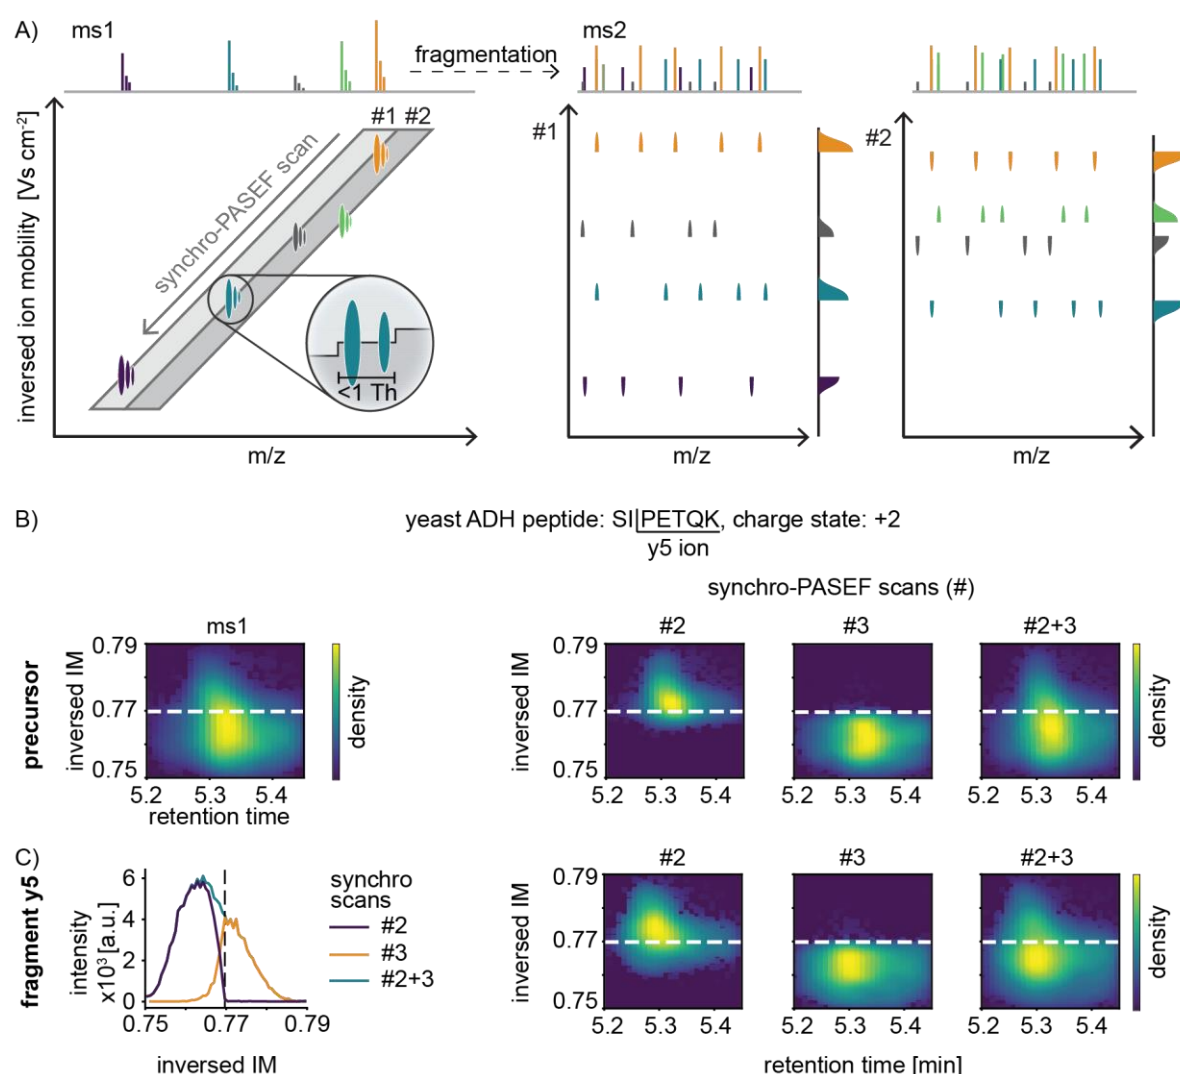 A)
ms1
fragmentation
ms2
#1 #2
#1
#2
inversed ion mobility [Vs cm⁻²]
synchro-PASEF scan
<1 Th
m/z
m/z
m/z
B)
yeast ADH peptide: SI|PETQK, charge state: +2
y5 ion
synchro-PASEF scans (#)
ms1
#2
#3
#2+3
precursor
inversed IM
0.79
0.77
0.75
5.2 5.3 5.4
retention time
density
inversed IM
0.79
0.77
0.75
5.2 5.3 5.4
5.2 5.3 5.4
5.2 5.3 5.4
density
C)
fragment y5
intensity
x10³ [a.u.]
6
4
2
0
0.75 0.77 0.79
inversed IM
synchro
scans
#2
#3
#2+3
#2
#3
#2+3
inversed IM
0.79
0.77
0.75
5.2 5.3 5.4
5.2 5.3 5.4
5.2 5.3 5.4
density
retention time [min]